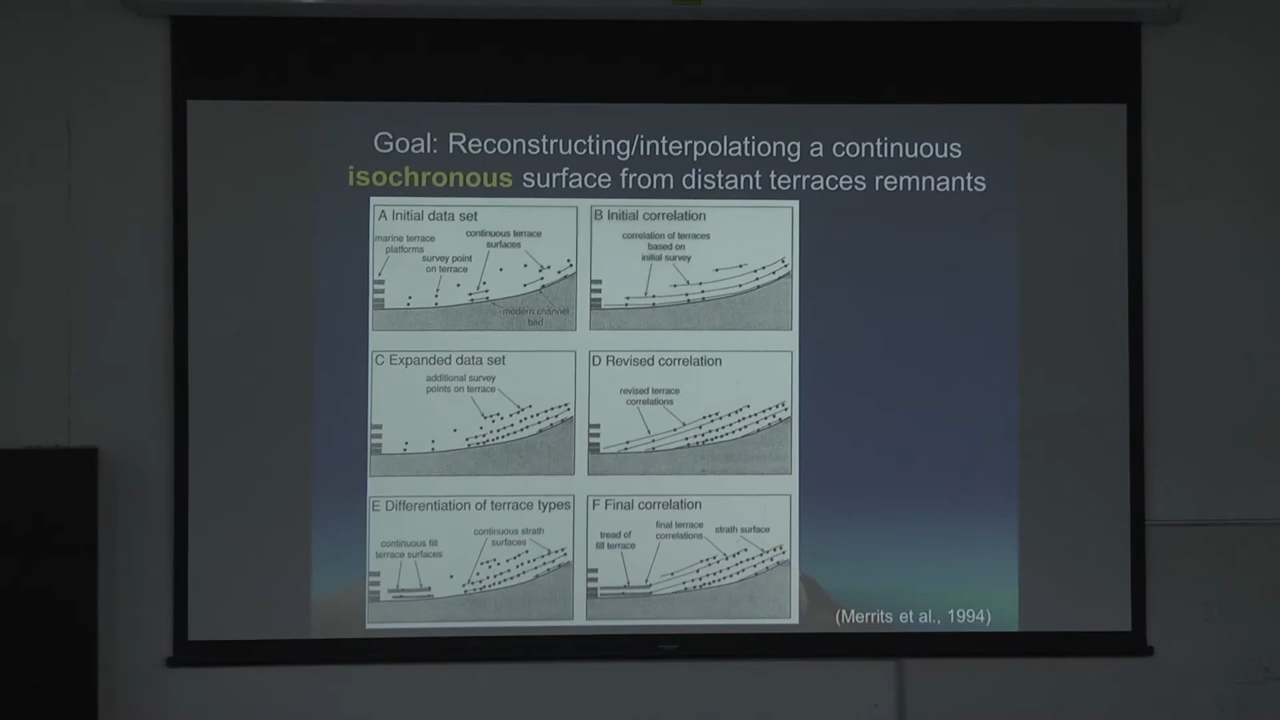 Goal: Reconstructing/interpolationg a continuous
isochronous surface from distant terraces remnants
A Initial data set
marine terrace
platforms
survey point
on terrace
continuous terrace
surfaces
modern channel
bed
B Initial correlation
correlation of terraces
based on
initial survey
C Expanded data set
additional survey
points on terrace
D Revised correlation
revised terrace
correlations
E Differentiation of terrace types
continuous fill
terrace surfaces
continuous strath
surfaces
F Final correlation
tread of
fill terrace
final terrace
correlations
strath surface
(Merrits et al., 1994)